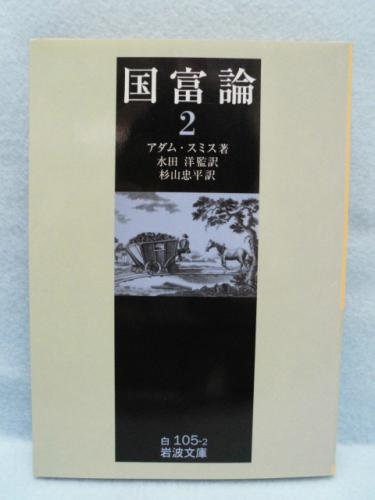 国富論
2
アダム・スミス著
水田 洋監訳
杉山忠平訳
白 105-2
岩波文庫